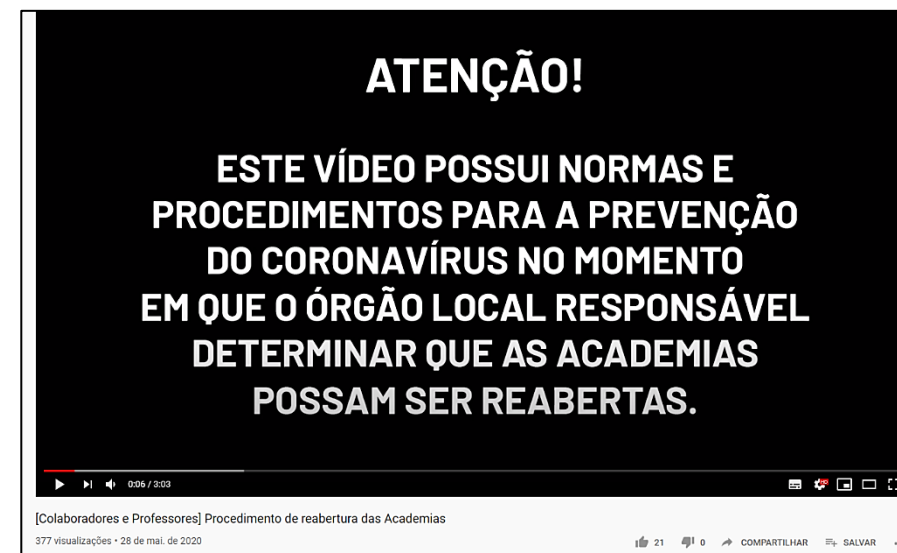 ATENÇÃO!
ESTE VÍDEO POSSUI NORMAS E
PROCEDIMENTOS PARA A PREVENÇÃO
DO CORONAVÍRUS NO MOMENTO
EM QUE O ÓRGÃO LOCAL RESPONSÁVEL
DETERMINAR QUE AS ACADEMIAS
POSSAM SER REABERTAS.
0:06 / 3:03
[Colaboradores e Professores] Procedimento de reabertura das Academias
377 visualizações • 28 de mai. de 2020 21 0 COMPARTILHAR SALVAR